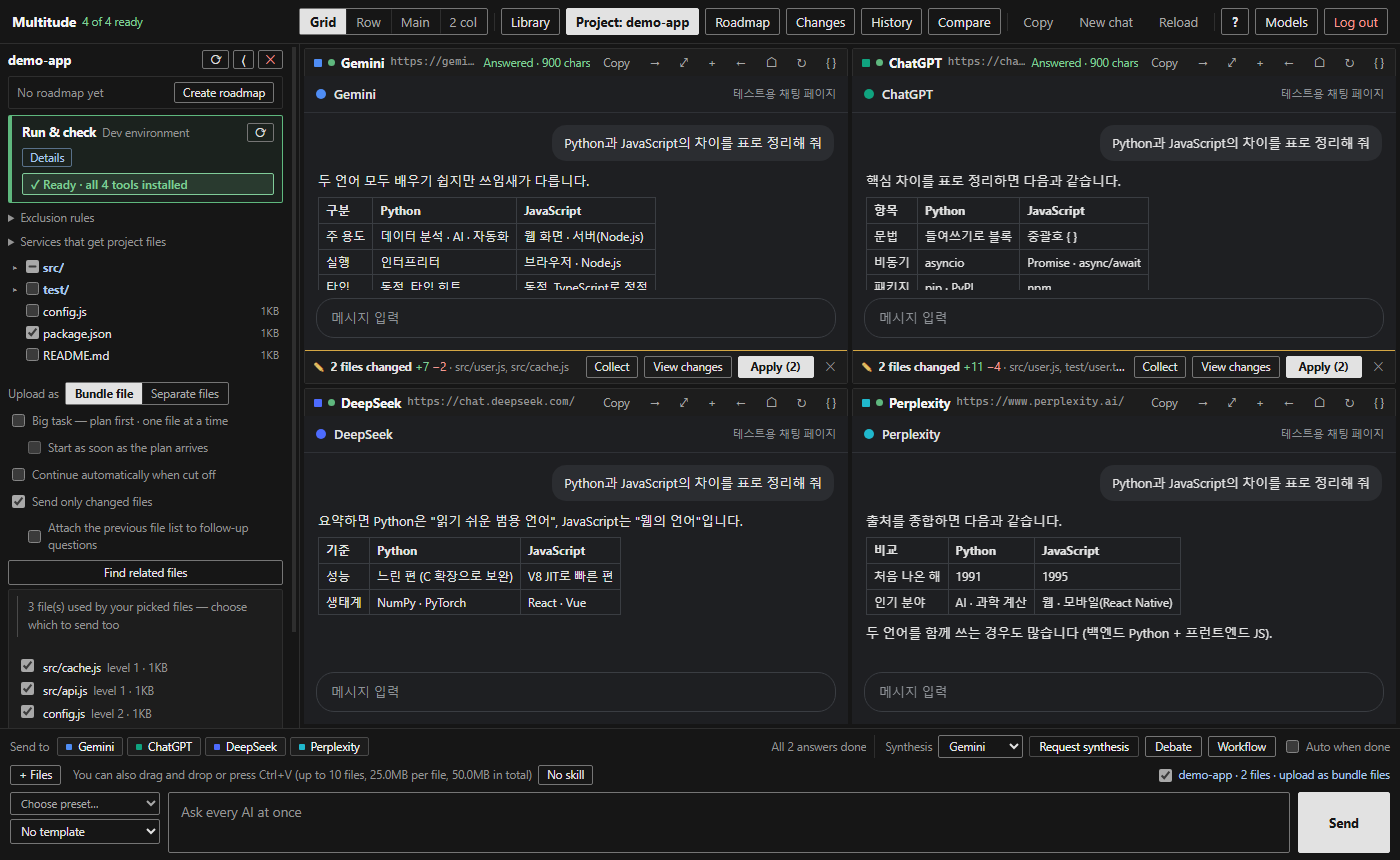 Multitude 4 of 4 ready
Grid Row Main 2 col Library Project: demo-app Roadmap Changes History Compare Copy New chat Reload ? Models Log out
demo-app
No roadmap yet Create roadmap
Run & check Dev environment
Details
✓ Ready · all 4 tools installed
Exclusion rules
Services that get project files
src/
test/
config.js 1KB
package.json 1KB
README.md 1KB
Upload as Bundle file Separate files
Big task — plan first · one file at a time
Start as soon as the plan arrives
Continue automatically when cut off
Send only changed files
Attach the previous file list to follow-up
questions
Find related files
3 file(s) used by your picked files — choose
which to send too
src/cache.js level 1 · 1KB
src/api.js level 1 · 1KB
config.js level 2 · 1KB
Gemini https://gemi... Answered · 900 chars Copy → ⤢ + ← ↻ { }
Gemini 테스트용 채팅 페이지
Python과 JavaScript의 차이를 표로 정리해 줘
두 언어 모두 배우기 쉽지만 쓰임새가 다릅니다.
구분 Python JavaScript
주 용도 데이터 분석 · AI · 자동화 웹 화면 · 서버(Node.js)
실행 인터프리터 브라우저 · Node.js
타입 동적, 타입 힌트 동적, TypeScript로 정적
메시지 입력
2 files changed +7 −2 · src/user.js, src/cache.js Collect View changes Apply (2)
ChatGPT https://cha... Answered · 900 chars Copy → ⤢ + ← ↻ { }
ChatGPT 테스트용 채팅 페이지
Python과 JavaScript의 차이를 표로 정리해 줘
핵심 차이를 표로 정리하면 다음과 같습니다.
항목 Python JavaScript
문법 들여쓰기로 블록 중괄호 { }
비동기 asyncio Promise · async/await
패키지 pip · PyPI npm
메시지 입력
2 files changed +11 −4 · src/user.js, test/user.t... Collect View changes Apply (2)
DeepSeek https://chat.deepseek.com/ Copy → ⤢ + ← ↻ { }
DeepSeek 테스트용 채팅 페이지
Python과 JavaScript의 차이를 표로 정리해 줘
요약하면 Python은 "읽기 쉬운 범용 언어", JavaScript는 "웹의 언어"입니다.
기준 Python JavaScript
성능 느린 편 (C 확장으로 보완) V8 JIT로 빠른 편
생태계 NumPy · PyTorch React · Vue
메시지 입력
Perplexity https://www.perplexity.ai/ Copy → ⤢ + ← ↻ { }
Perplexity 테스트용 채팅 페이지
Python과 JavaScript의 차이를 표로 정리해 줘
출처를 종합하면 다음과 같습니다.
비교 Python JavaScript
처음 나온 해 1991 1995
인기 분야 AI · 과학 계산 웹 · 모바일(React Native)
두 언어를 함께 쓰는 경우도 많습니다 (백엔드 Python + 프런트엔드 JS).
메시지 입력
Send to Gemini ChatGPT DeepSeek Perplexity All 2 answers done Synthesis Gemini Request synthesis Debate Workflow Auto when done
+ Files You can also drag and drop or press Ctrl+V (up to 10 files, 25.0MB per file, 50.0MB in total) No skill demo-app · 2 files · upload as bundle files
Choose preset...
No template
Ask every AI at once
Send